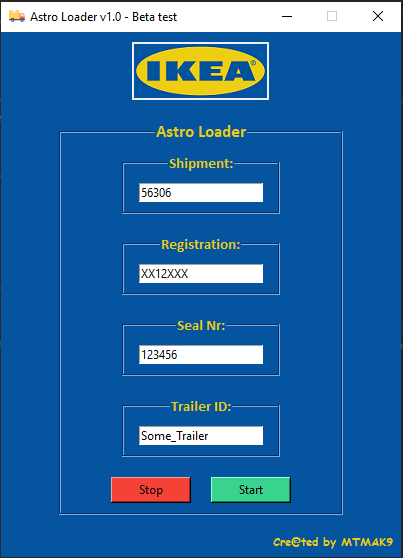 Astro Loader v1.0 - Beta test
IKEA®
Astro Loader
Shipment:
56306
Registration:
XX12XXX
Seal Nr:
123456
Trailer ID:
Some_Trailer
Stop
Start
Cre@ted by MTMAK9